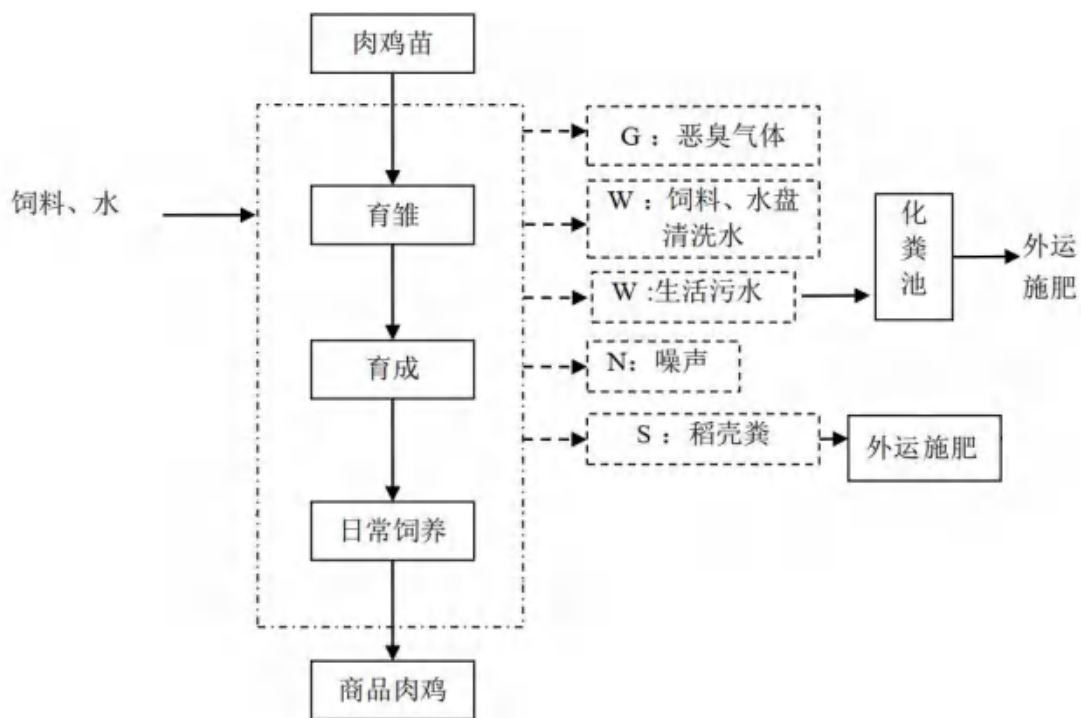 肉鸡苗
G：恶臭气体
饲料、水
育雏
W：饲料、水盘
清洗水
化
粪
池
外运
施肥
W :生活污水
育成
N：噪声
S：稻壳粪
外运施肥
日常饲养
商品肉鸡